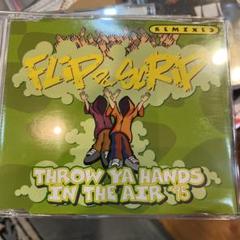 REMIXES
FLIP DA SCRIP
THROW YA HANDS
IN THE AIR '95